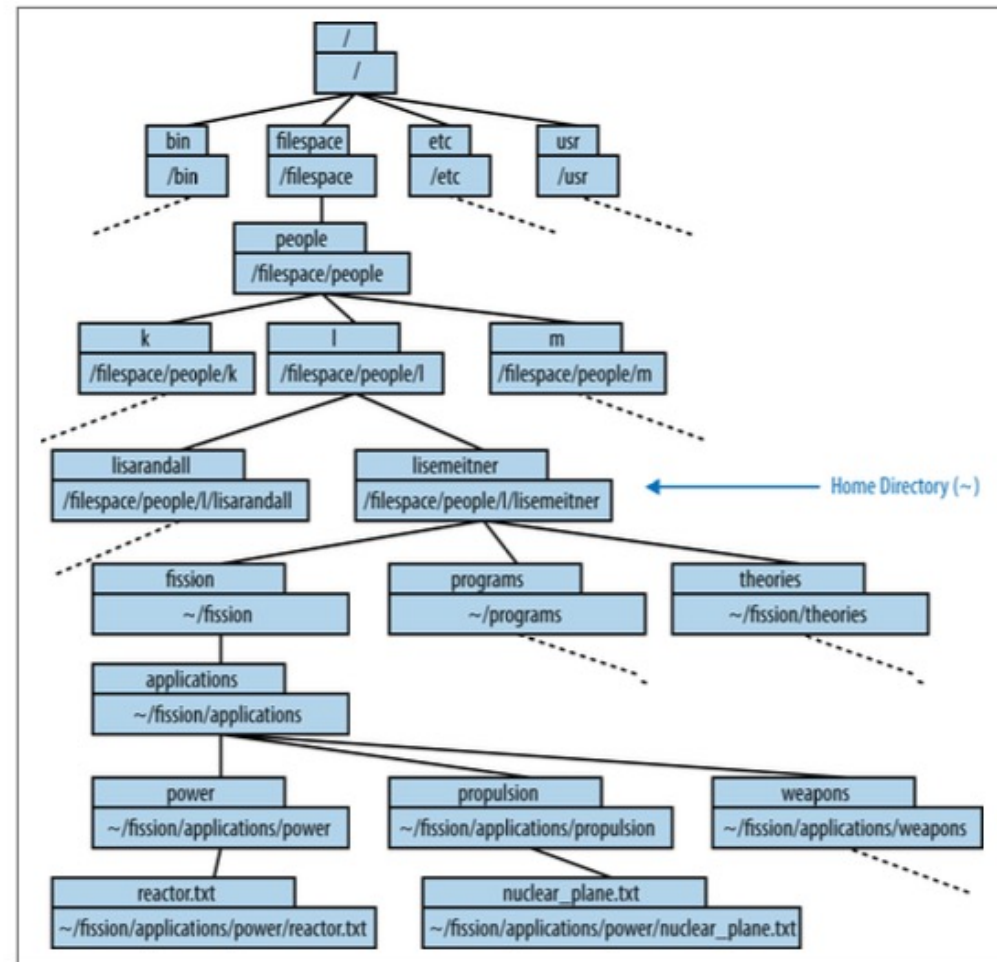 /
/
bin
filespace
etc
usr
/bin
/filespace
/etc
/usr
people
/filespace/people
k
l
m
/filespace/people/k
/filespace/people/l
/filespace/people/m
lisarandall
lisemeitner
/filespace/people/l/lisarandall
/filespace/people/l/lisemeitner
Home Directory (~)
fission
programs
theories
~/fission
~/programs
~/fission/theories
applications
~/fission/applications
power
propulsion
weapons
~/fission/applications/power
~/fission/applications/propulsion
~/fission/applications/weapons
reactor.txt
nuclear_plane.txt
~/fission/applications/power/reactor.txt
~/fission/applications/power/nuclear_plane.txt